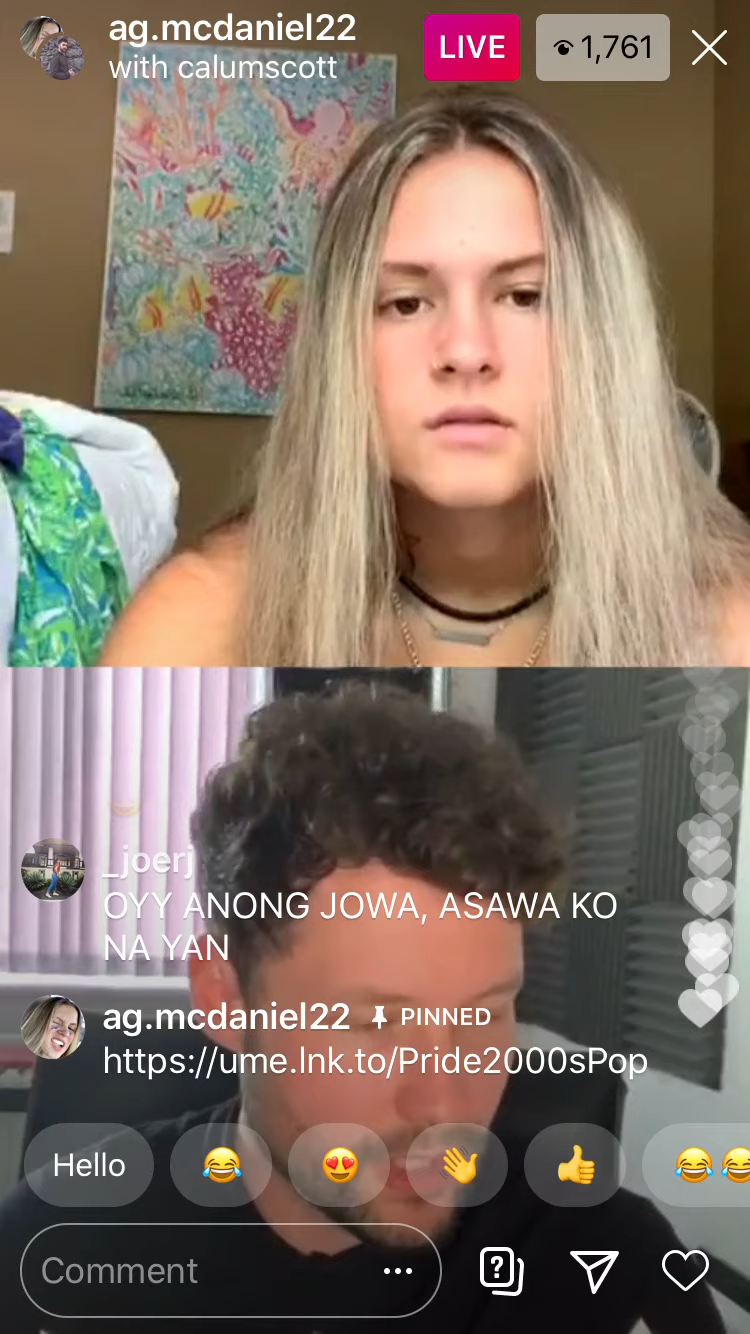 ag.mcdaniel22
with calumscott
LIVE
1,761
_joerj
OYY ANONG JOWA, ASAWA KO
NA YAN
ag.mcdaniel22 PINNED
https://ume.lnk.to/Pride2000sPop
Hello
Comment